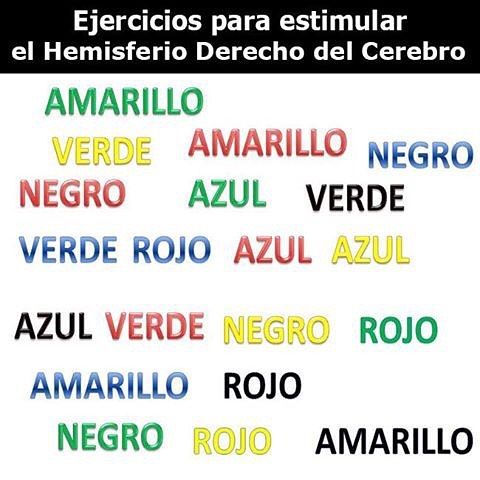 Ejercicios para estimular
el Hemisferio Derecho del Cerebro
AMARILLO
VERDE AMARILLO NEGRO
NEGRO AZUL VERDE
VERDE ROJO AZUL AZUL
AZUL VERDE NEGRO ROJO
AMARILLO ROJO
NEGRO ROJO AMARILLO